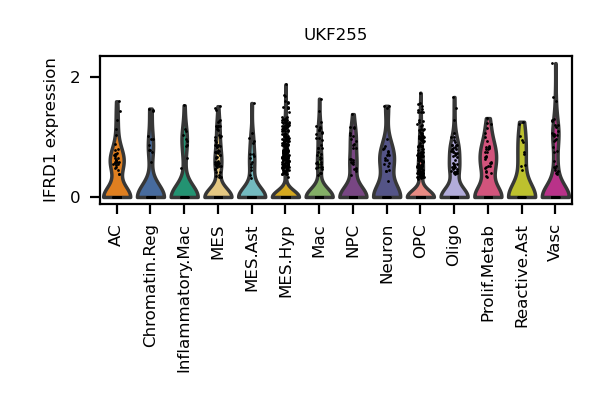 UKF255
IFRD1 expression
2
0
AC
Chromatin.Reg
Inflammatory.Mac
MES
MES.Ast
MES.Hyp
Mac
NPC
Neuron
OPC
Oligo
Prolif.Metab
Reactive.Ast
Vasc